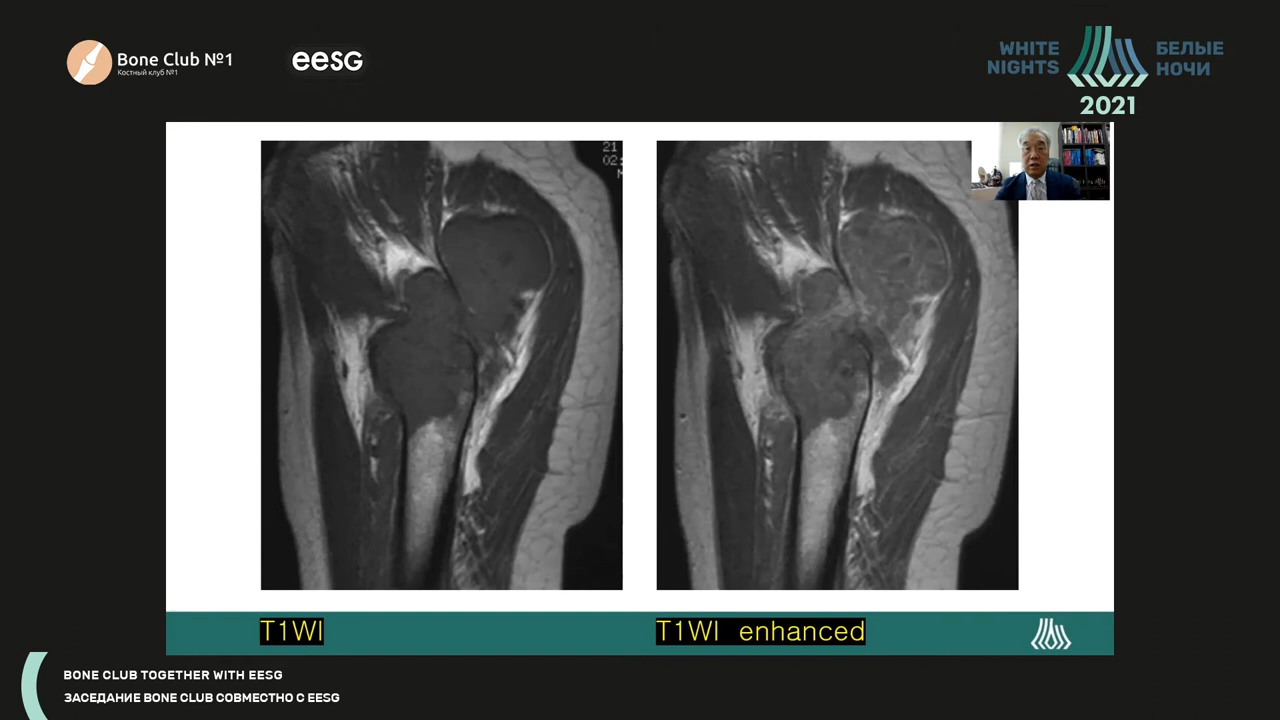 Bone Club №1
Костный клуб №1
eesg
WHITE NIGHTS
БЕЛЫЕ НОЧИ
2021
21
02:
M
T1WI
T1WI enhanced
BONE CLUB TOGETHER WITH EESG
ЗАСЕДАНИЕ BONE CLUB СОВМЕСТНО С EESG